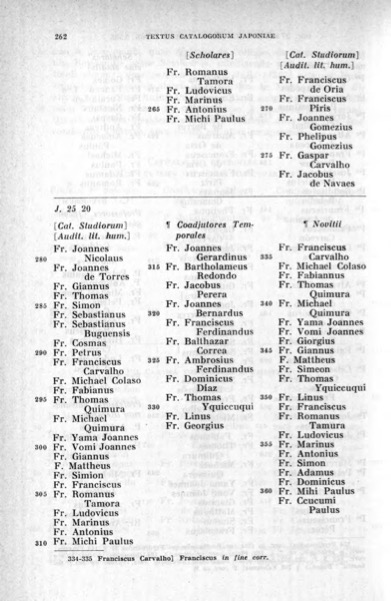 262
TEXTUS CATALOGORUM JAPONIAE
[Scholares]
Fr. Romanus
Tamora
Fr. Ludovicus
Fr. Marinus
265 Fr. Antonius
Fr. Michi Paulus
[Cat. Studiorum]
[Audit. lit. hum.]
Fr. Franciscus
de Oria
Fr. Franciscus
270 Piris
Fr. Joannes
Gomezius
Fr. Phelipus
Gomezius
275 Fr. Gaspar
Carvalho
Fr. Jacobus
de Navaes
J. 25 20
[Cat. Studiorum]
[Audit. lit. hum.]
Fr. Joannes
280 Nicolaus
Fr. Joannes
de Torres
Fr. Giannus
Fr. Thomas
285 Fr. Simon
Fr. Sebastianus
Fr. Sebastianus
Buguensis
Fr. Cosmas
290 Fr. Petrus
Fr. Franciscus
Carvalho
Fr. Michael Colaso
Fr. Fabianus
295 Fr. Thomas
Quimura
Fr. Michael
Quimura
Fr. Yama Joannes
300 Fr. Vomi Joannes
Fr. Giannus
F. Mattheus
Fr. Simion
Fr. Franciscus
305 Fr. Romanus
Tamora
Fr. Ludovicus
Fr. Marinus
Fr. Antonius
310 Fr. Michi Paulus
¶ Coadjutores Tem-
porales
Fr. Joannes
Gerardinus
315 Fr. Bartholameus
Redondo
Fr. Jacobus
Perera
Fr. Joannes
320 Bernardus
Fr. Franciscus
Ferdinandus
Fr. Balthazar
Correa
325 Fr. Ambrosius
Ferdinandus
Fr. Dominicus
Diaz
Fr. Thomas
330 Yquiccuqui
Fr. Linus
Fr. Georgius
¶ Novitii
Fr. Franciscus
335 Carvalho
Fr. Michael Colaso
Fr. Fabiannus
Fr. Thomas
Quimura
340 Fr. Michael
Quimura
Fr. Yama Joannes
Fr. Vomi Joannes
Fr. Giorgius
345 Fr. Giannus
F. Mattheus
Fr. Simeon
Fr. Thomas
Yquiccuqui
350 Fr. Linus
Fr. Franciscus
Fr. Romanus
Tamura
Fr. Ludovicus
355 Fr. Marinus
Fr. Antonius
Fr. Simon
Fr. Adamus
Fr. Dominicus
360 Fr. Mihi Paulus
Fr. Ccucumi
Paulus
334-335 Franciscus Carvalho] Franciscus in fine corr.